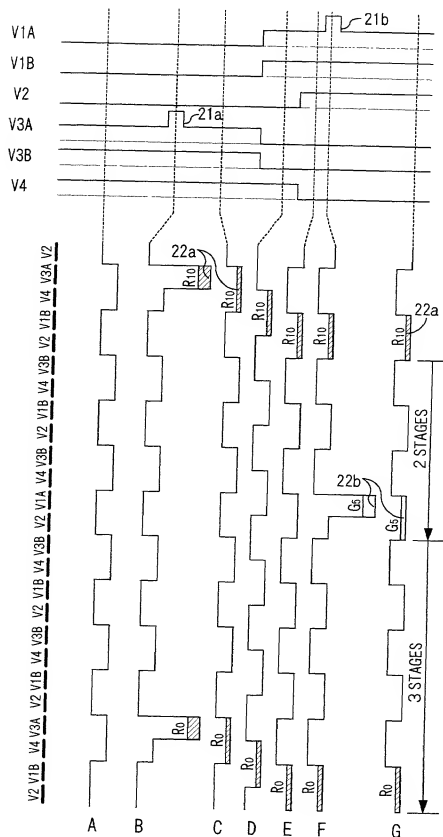 V1A
21b
V1B
V2
V3A
21a
V3B
V4
V2 V1B V4 V3A V2 V1B V4 V3B V2 V1B V4 V3B V2 V1A V4 V3B V2 V1B V4 V3B V2 V1B V4 V3A V2
22a
R10
R10
R10
R10
R10
R10
22a
2 STAGES
22b
G5
G5
3 STAGES
R0
R0
R0
R0
R0
R0
A B C D E F G